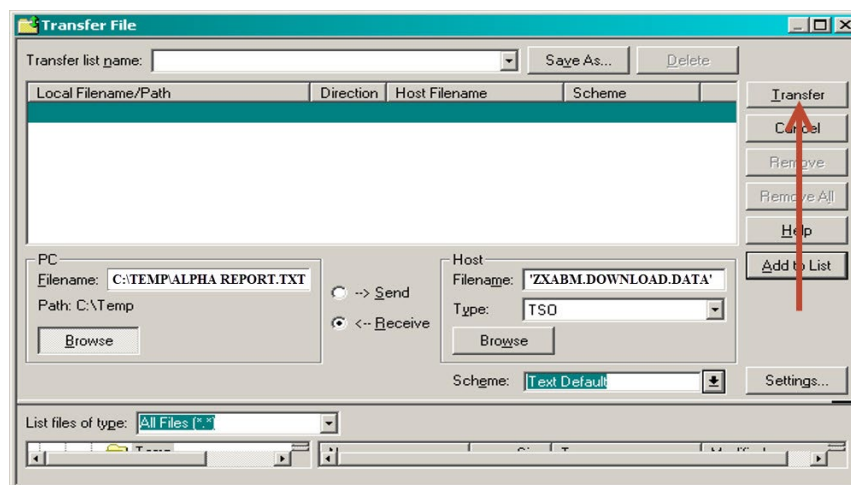 Transfer File
Transfer list name: Save As... Delete
Local Filename/Path Direction Host Filename Scheme
Transfer
Cancel
Remove
Remove All
Help
Add to List
PC
Filename: C:\TEMP\ALPHA REPORT.TXT
Path: C:\Temp
Browse
--> Send
<-- Receive
Host
Filename: 'ZXABM.DOWNLOAD.DATA'
Type: TSO
Browse
Scheme: Text Default
Settings...
List files of type: All Files (*.*)